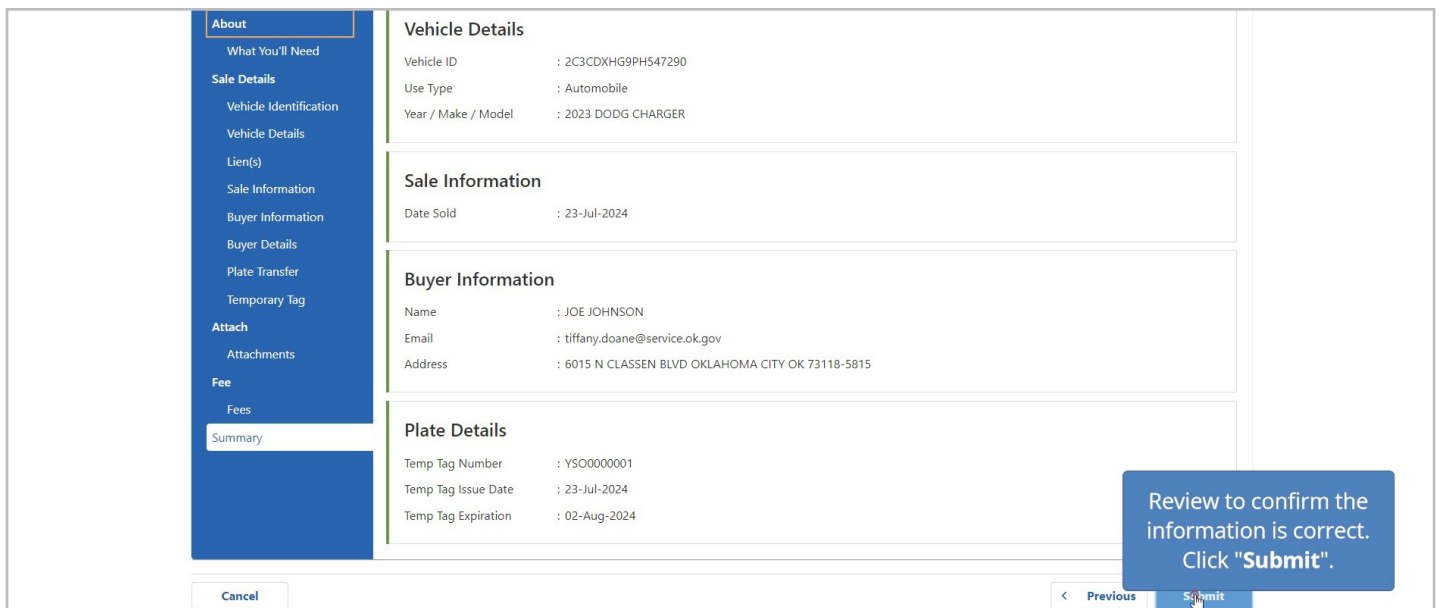 About
What You'll Need
Sale Details
Vehicle Identification
Vehicle Details
Lien(s)
Sale Information
Buyer Information
Buyer Details
Plate Transfer
Temporary Tag
Attach
Attachments
Fee
Fees
Summary
Vehicle Details
Vehicle ID : 2C3CDXHG9PH547290
Use Type : Automobile
Year / Make / Model : 2023 DODG CHARGER
Sale Information
Date Sold : 23-Jul-2024
Buyer Information
Name : JOE JOHNSON
Email : tiffany.doane@service.ok.gov
Address : 6015 N CLASSEN BLVD OKLAHOMA CITY OK 73118-5815
Plate Details
Temp Tag Number : YSO0000001
Temp Tag Issue Date : 23-Jul-2024
Temp Tag Expiration : 02-Aug-2024
Review to confirm the
information is correct.
Click "Submit".
Cancel
< Previous
Submit